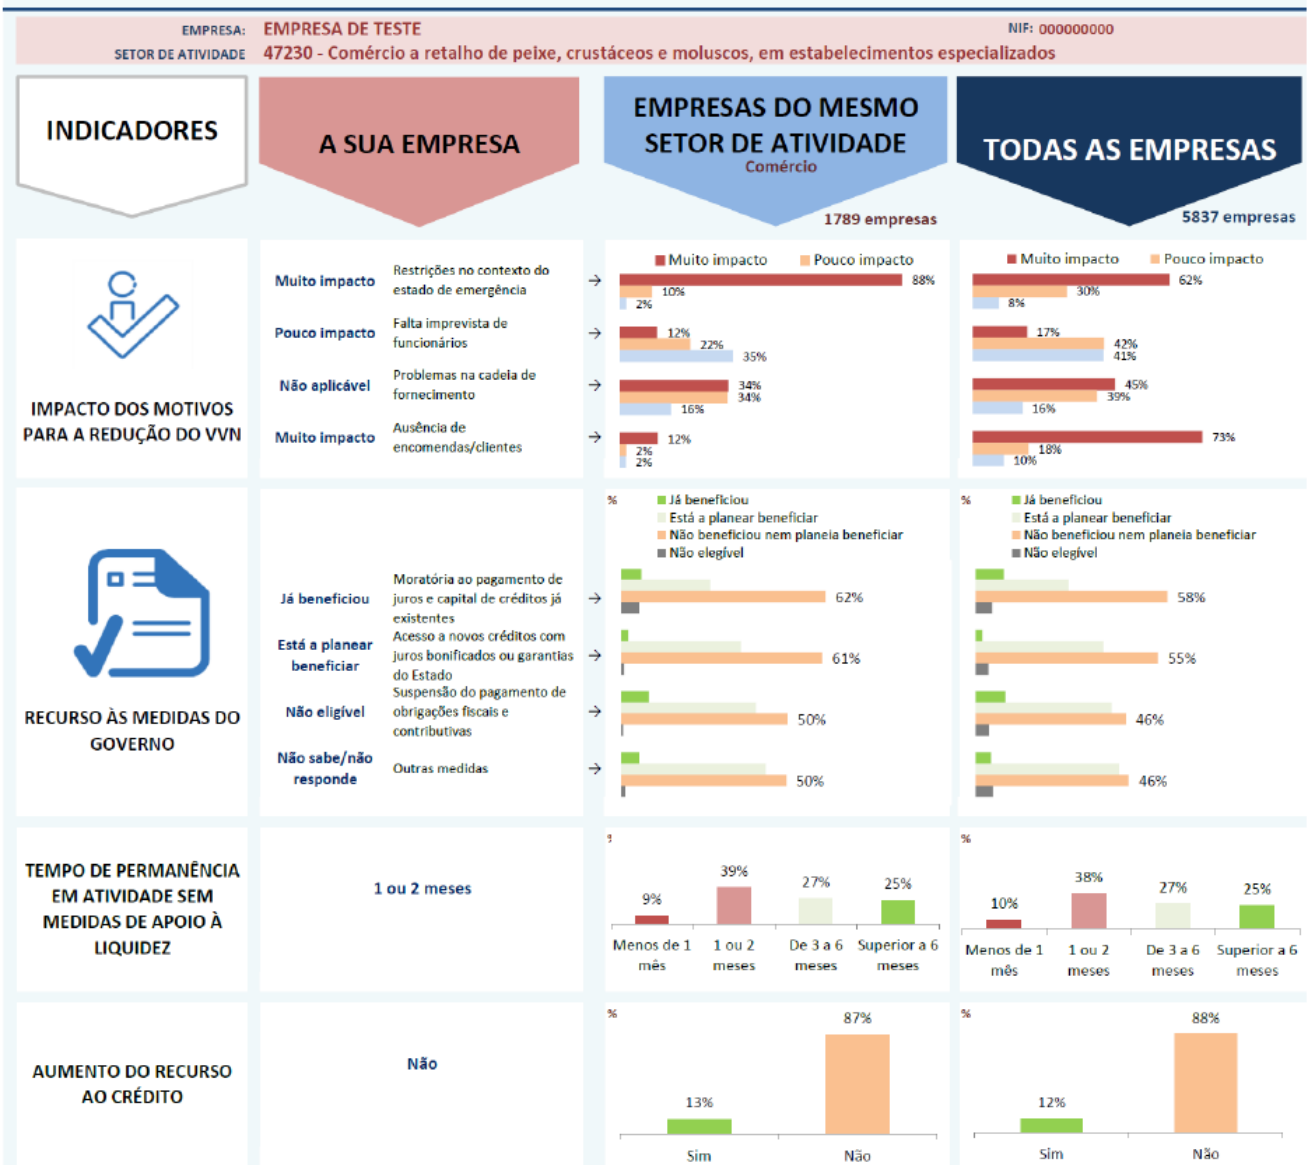 EMPRESA: EMPRESA DE TESTE NIF: 000000000
SETOR DE ATIVIDADE 47230 - Comércio a retalho de peixe, crustáceos e moluscos, em estabelecimentos especializados
INDICADORES
A SUA EMPRESA
EMPRESAS DO MESMO
SETOR DE ATIVIDADE
Comércio
1789 empresas
TODAS AS EMPRESAS
5837 empresas
IMPACTO DOS MOTIVOS
PARA A REDUÇÃO DO VVN
Muito impacto
Restrições no contexto do
estado de emergência
Pouco impacto
Falta imprevista de
funcionários
Não aplicável
Problemas na cadeia de
fornecimento
Muito impacto
Ausência de
encomendas/clientes
Muito impacto Pouco impacto
88%
10%
2%
12%
22%
35%
34%
34%
16%
12%
2%
2%
Muito impacto Pouco impacto
62%
30%
8%
17%
42%
41%
45%
39%
16%
73%
18%
10%
RECURSO ÀS MEDIDAS DO
GOVERNO
Já beneficiou
Moratória ao pagamento de
juros e capital de créditos já
existentes
Está a planear
beneficiar
Acesso a novos créditos com
juros bonificados ou garantias
do Estado
Não eligível
Suspensão do pagamento de
obrigações fiscais e
contributivas
Não sabe/não
responde
Outras medidas
%
Já beneficiou
Está a planear beneficiar
Não beneficiou nem planeia beneficiar
Não elegível
62%
61%
50%
50%
%
Já beneficiou
Está a planear beneficiar
Não beneficiou nem planeia beneficiar
Não elegível
58%
55%
46%
46%
TEMPO DE PERMANÊNCIA
EM ATIVIDADE SEM
MEDIDAS DE APOIO À
LIQUIDEZ
1 ou 2 meses
9%
39%
27%
25%
Menos de 1
mês
1 ou 2
meses
De 3 a 6
meses
Superior a 6
meses
%
10%
38%
27%
25%
Menos de 1
mês
1 ou 2
meses
De 3 a 6
meses
Superior a 6
meses
AUMENTO DO RECURSO
AO CRÉDITO
Não
%
13%
87%
Sim
Não
%
12%
88%
Sim
Não